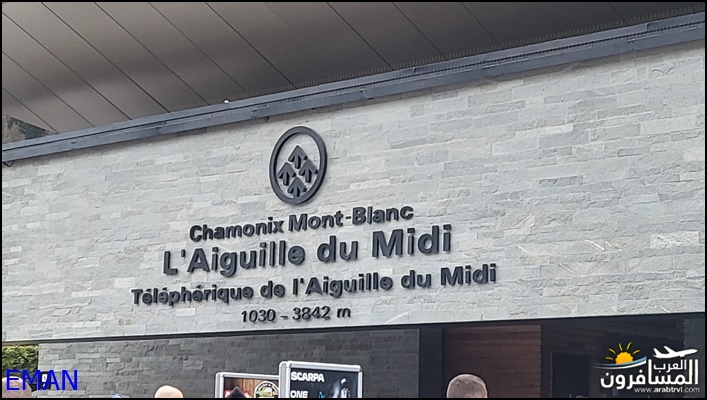 Chamonix Mont-Blanc
L'Aiguille du Midi
Téléphérique de l'Aiguille du Midi
1030 - 3842 m
SCARPA
ONE
EMAN
العرب
المسافرون
www.arabtrvl.com